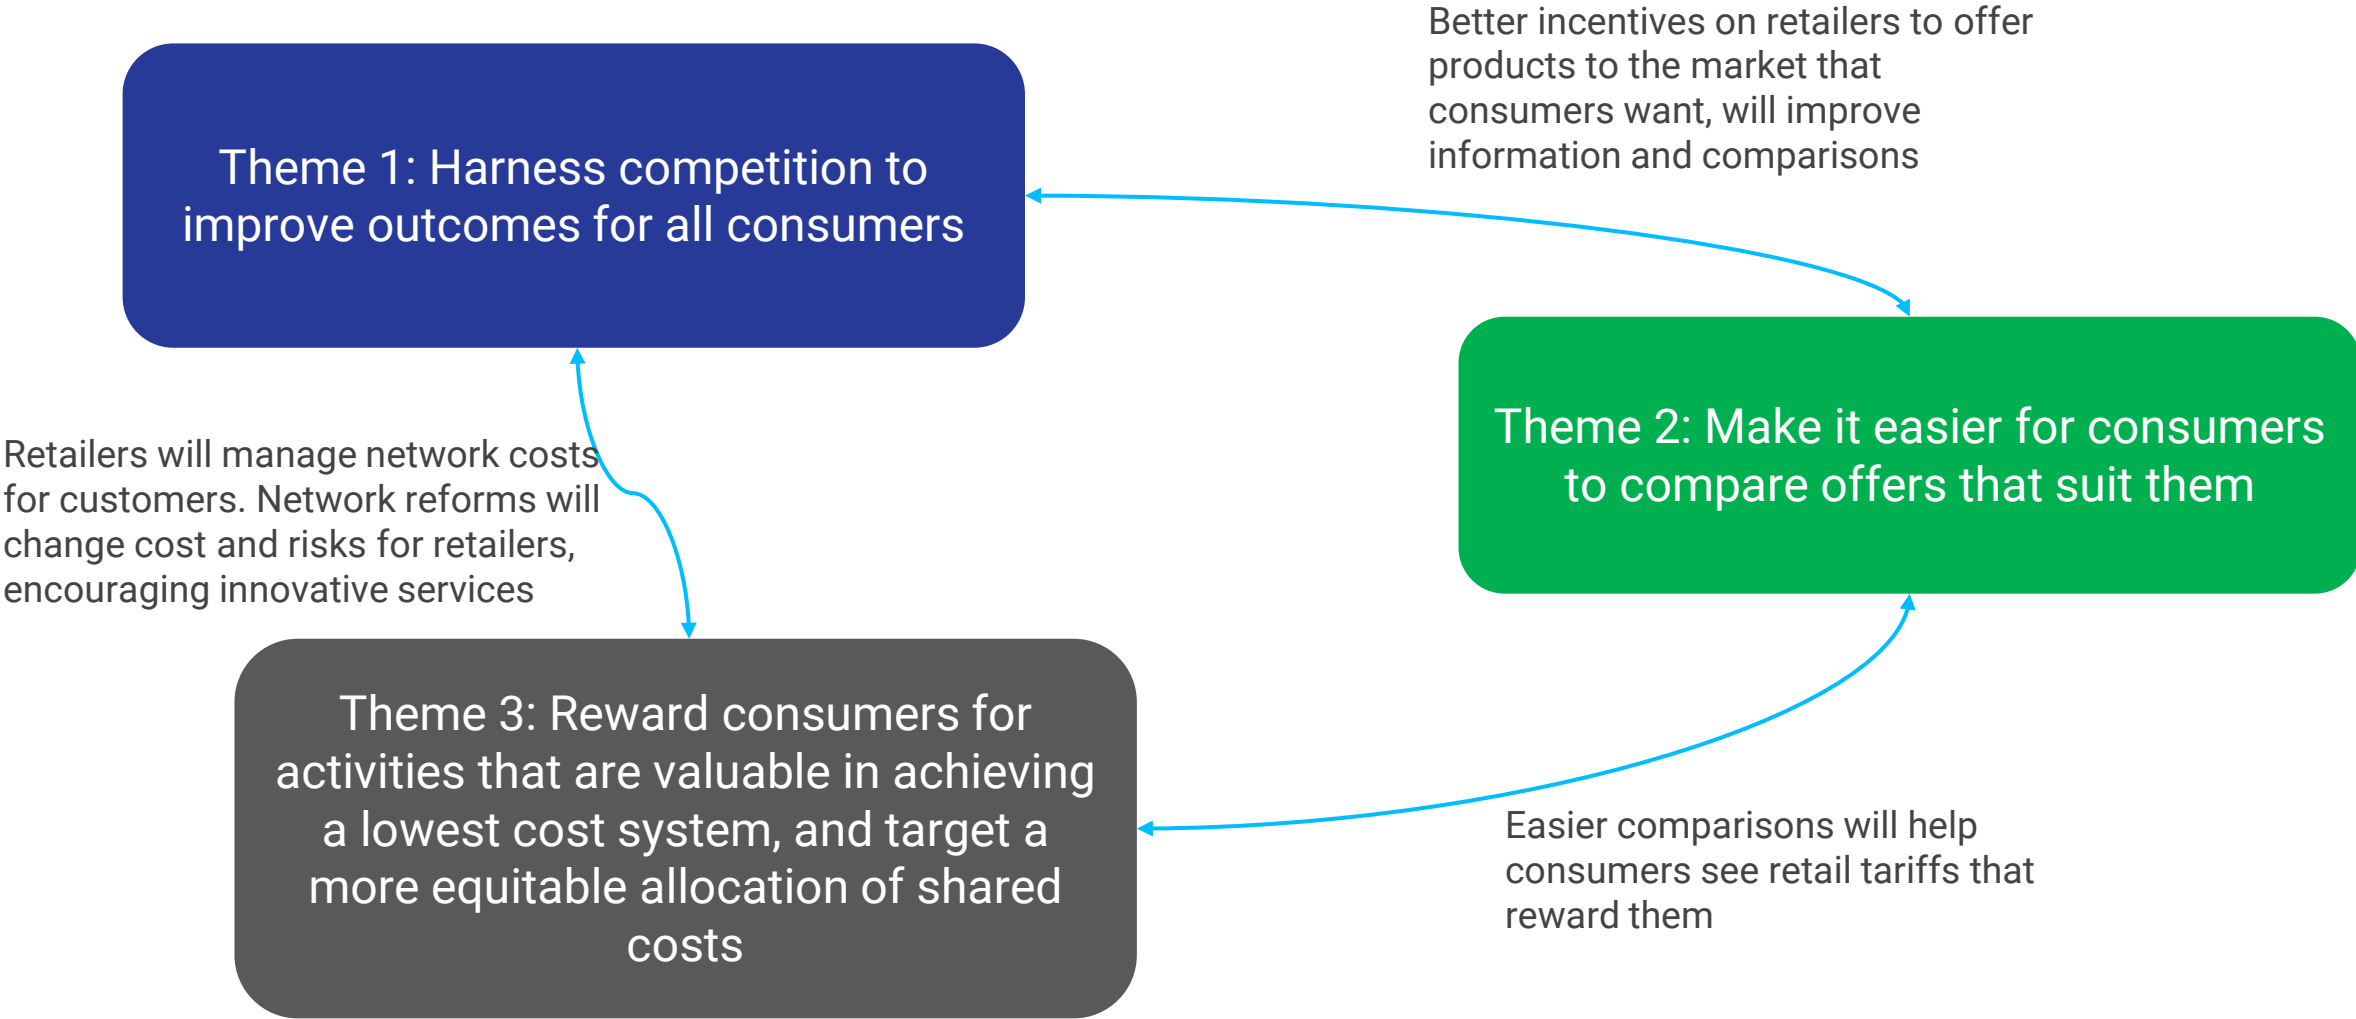 Better incentives on retailers to offer
products to the market that
consumers want, will improve
information and comparisons
Theme 1: Harness competition to
improve outcomes for all consumers
Theme 2: Make it easier for consumers
to compare offers that suit them
Retailers will manage network costs
for customers. Network reforms will
change cost and risks for retailers,
encouraging innovative services
Theme 3: Reward consumers for
activities that are valuable in achieving
a lowest cost system, and target a
more equitable allocation of shared
costs
Easier comparisons will help
consumers see retail tariffs that
reward them